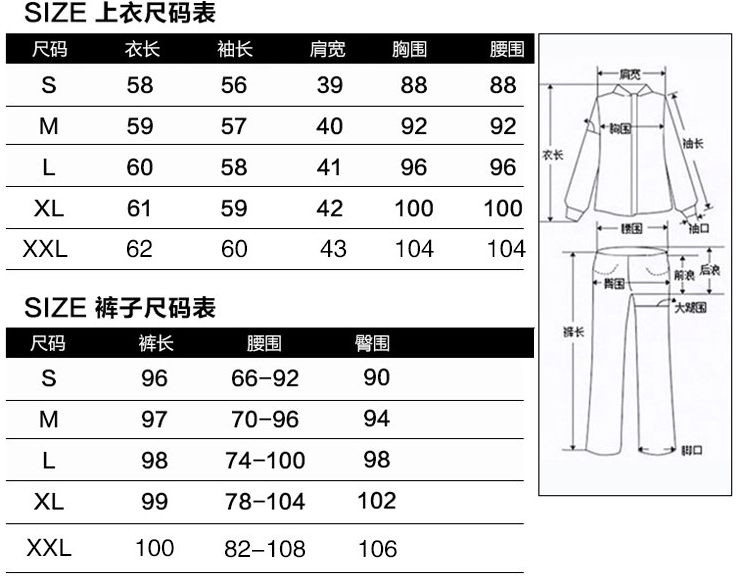 SIZE 上衣尺码表
尺码 衣长 袖长 肩宽 胸围 腰围
S 58 56 39 88 88
M 59 57 40 92 92
L 60 58 41 96 96
XL 61 59 42 100 100
XXL 62 60 43 104 104
SIZE 裤子尺码表
尺码 裤长 腰围 臀围
S 96 66-92 90
M 97 70-96 94
L 98 74-100 98
XL 99 78-104 102
XXL 100 82-108 106
肩宽
胸围
袖长
衣长
袖口
腰围
前浪
后浪
臀围
大腿围
裤长
脚口